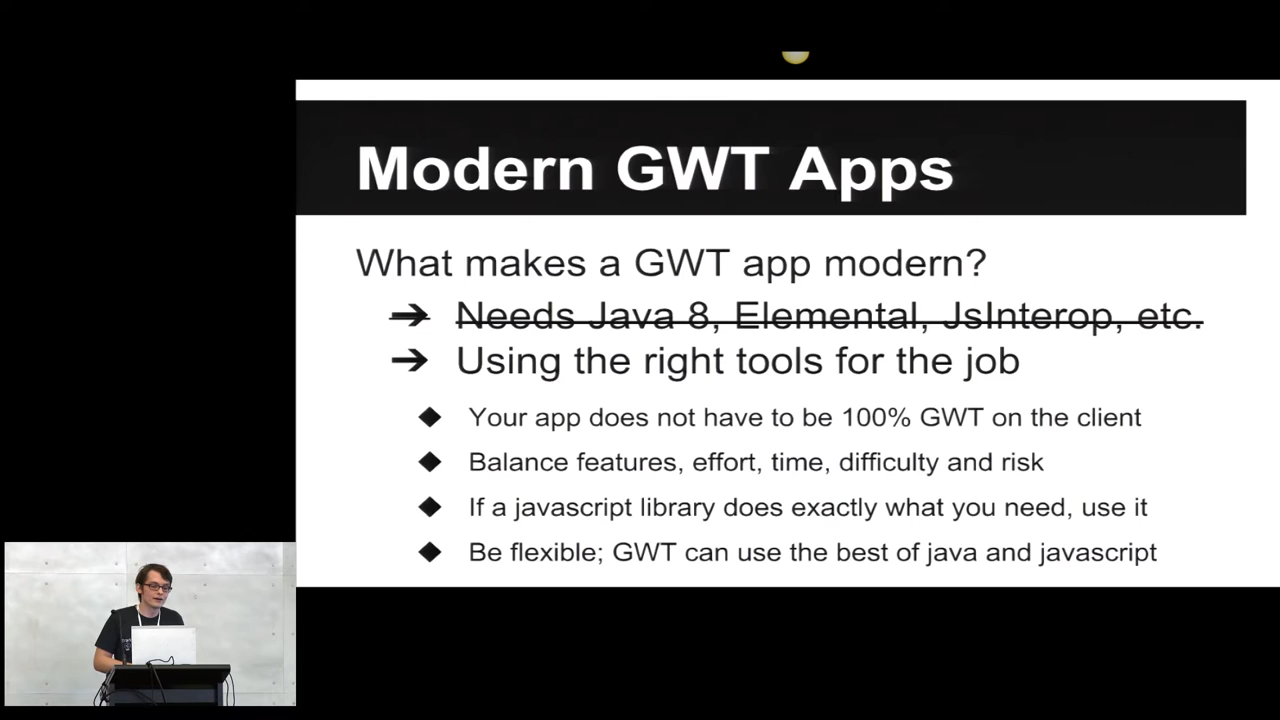 Modern GWT Apps
What makes a GWT app modern?
➔ Needs Java 8, Elemental, JsInterop, etc.
➔ Using the right tools for the job
◆ Your app does not have to be 100% GWT on the client
◆ Balance features, effort, time, difficulty and risk
◆ If a javascript library does exactly what you need, use it
◆ Be flexible; GWT can use the best of java and javascript